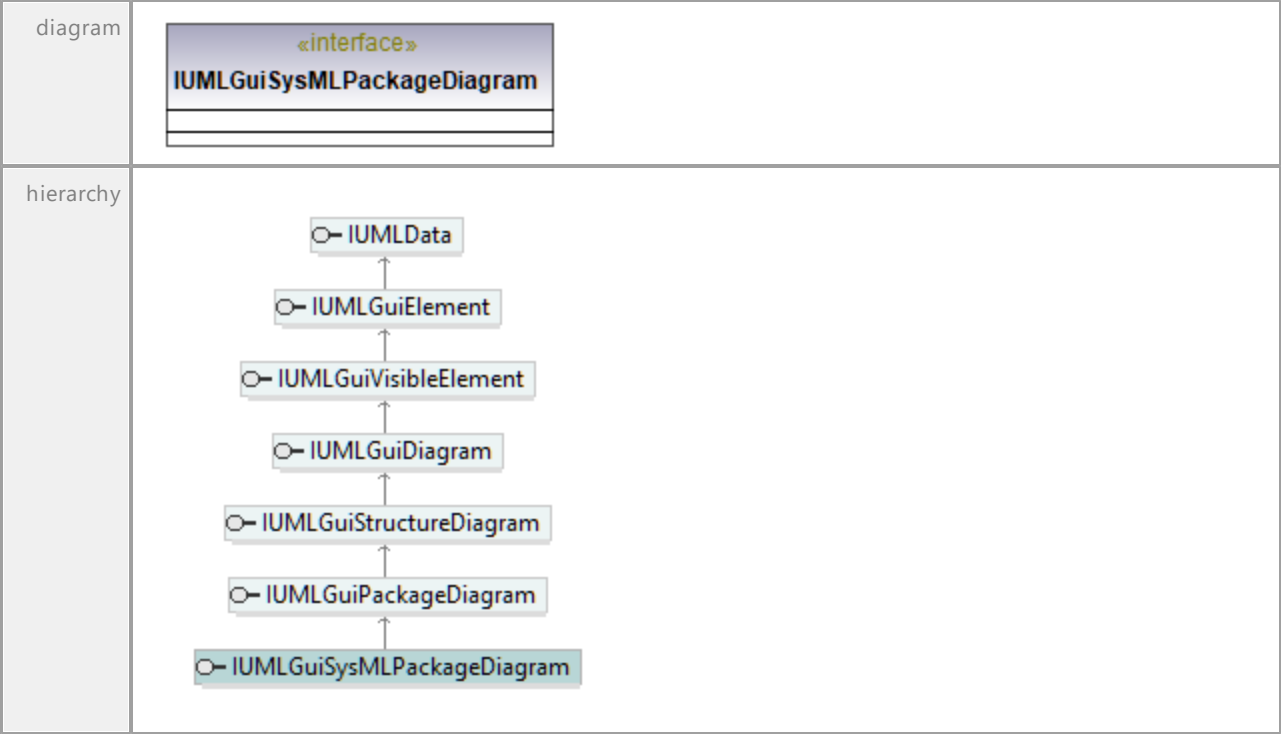 diagram
«interface»
IUMLGuiSysMLPackageDiagram
hierarchy
IUMLData
IUMLGuiElement
IUMLGuiVisibleElement
IUMLGuiDiagram
IUMLGuiStructureDiagram
IUMLGuiPackageDiagram
IUMLGuiSysMLPackageDiagram